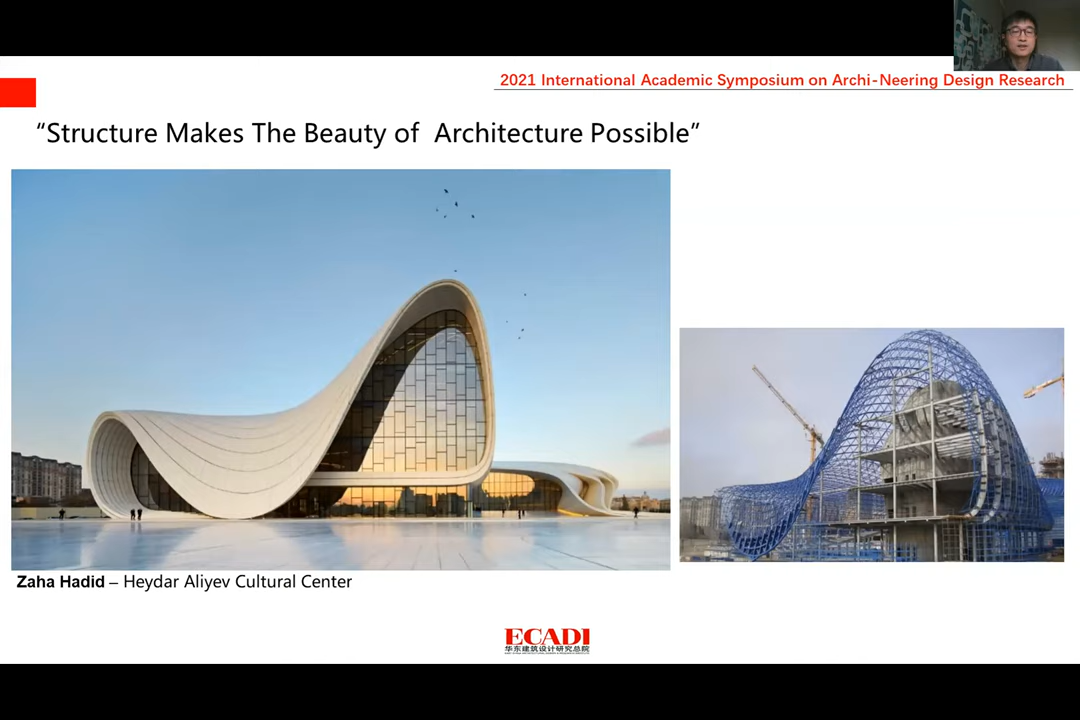 2021 International Academic Symposium on Archi-Neering Design Research
“Structure Makes The Beauty of Architecture Possible”
Zaha Hadid – Heydar Aliyev Cultural Center
ECADI
华东建筑设计研究总院